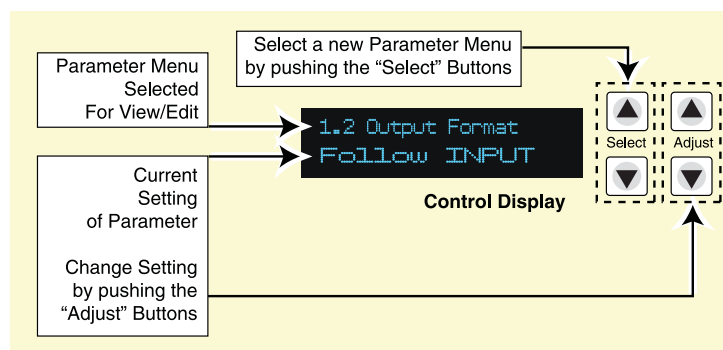 Select a new Parameter Menu
by pushing the “Select” Buttons
Parameter Menu
Selected
For View/Edit
1.2 Output Format
Follow INPUT
Select
Adjust
Control Display
Current
Setting
of Parameter
Change Setting
by pushing the
“Adjust” Buttons